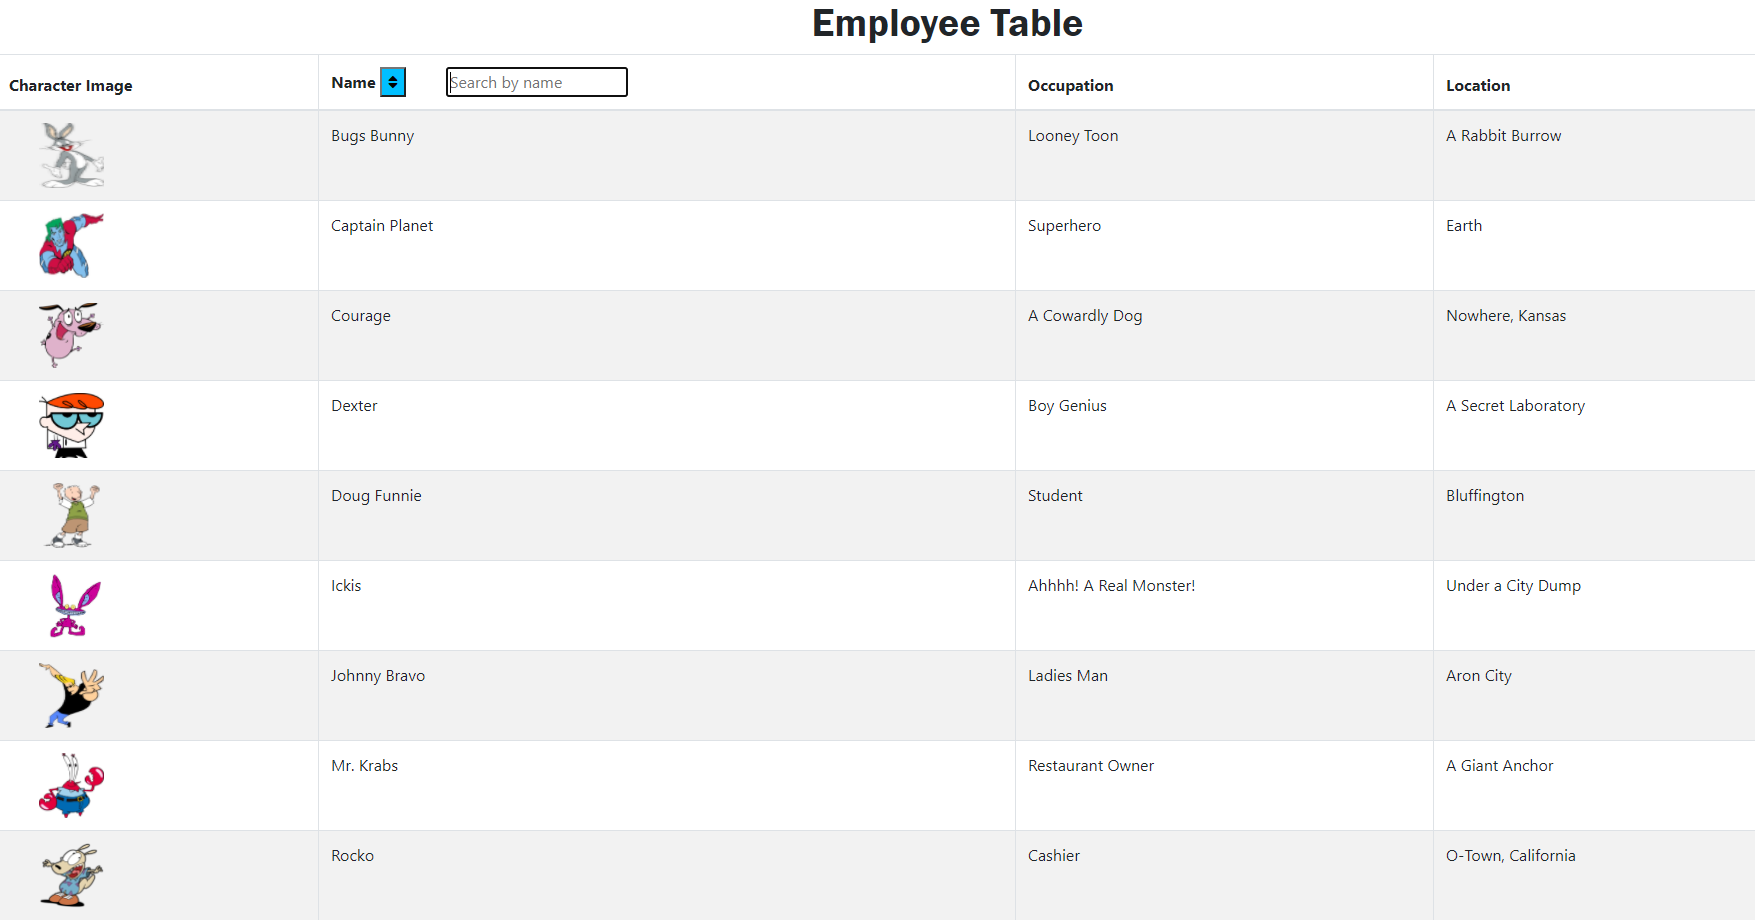 Employee Table
Character Image Name Search by name Occupation Location
Bugs Bunny Looney Toon A Rabbit Burrow
Captain Planet Superhero Earth
Courage A Cowardly Dog Nowhere, Kansas
Dexter Boy Genius A Secret Laboratory
Doug Funnie Student Bluffington
Ickis Ahhhh! A Real Monster! Under a City Dump
Johnny Bravo Ladies Man Aron City
Mr. Krabs Restaurant Owner A Giant Anchor
Rocko Cashier O-Town, California